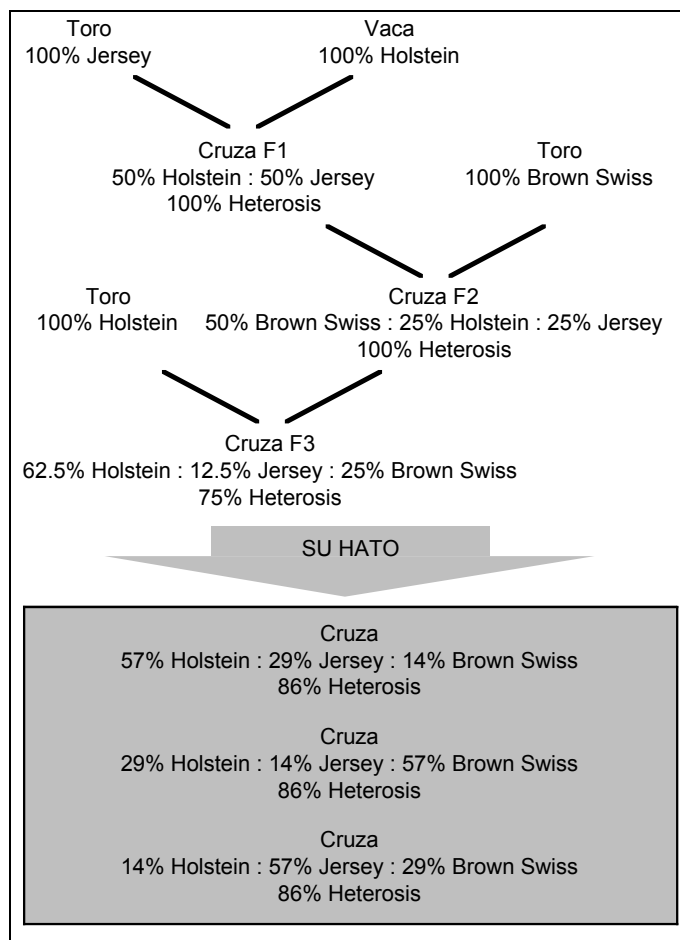 Toro
100% Jersey
Vaca
100% Holstein
Cruza F1
50% Holstein : 50% Jersey
100% Heterosis
Toro
100% Brown Swiss
Toro
100% Holstein
Cruza F2
50% Brown Swiss : 25% Holstein : 25% Jersey
100% Heterosis
Cruza F3
62.5% Holstein : 12.5% Jersey : 25% Brown Swiss
75% Heterosis
SU HATO
Cruza
57% Holstein : 29% Jersey : 14% Brown Swiss
86% Heterosis
Cruza
29% Holstein : 14% Jersey : 57% Brown Swiss
86% Heterosis
Cruza
14% Holstein : 57% Jersey : 29% Brown Swiss
86% Heterosis